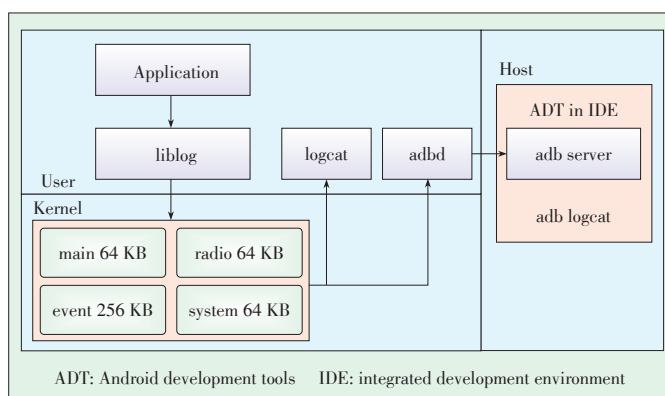 Application
liblog
logcat
adbd
User
Host
ADT in IDE
adb server
adb logcat
Kernel
main 64 KB
radio 64 KB
event 256 KB
system 64 KB
ADT: Android development tools IDE: integrated development environment